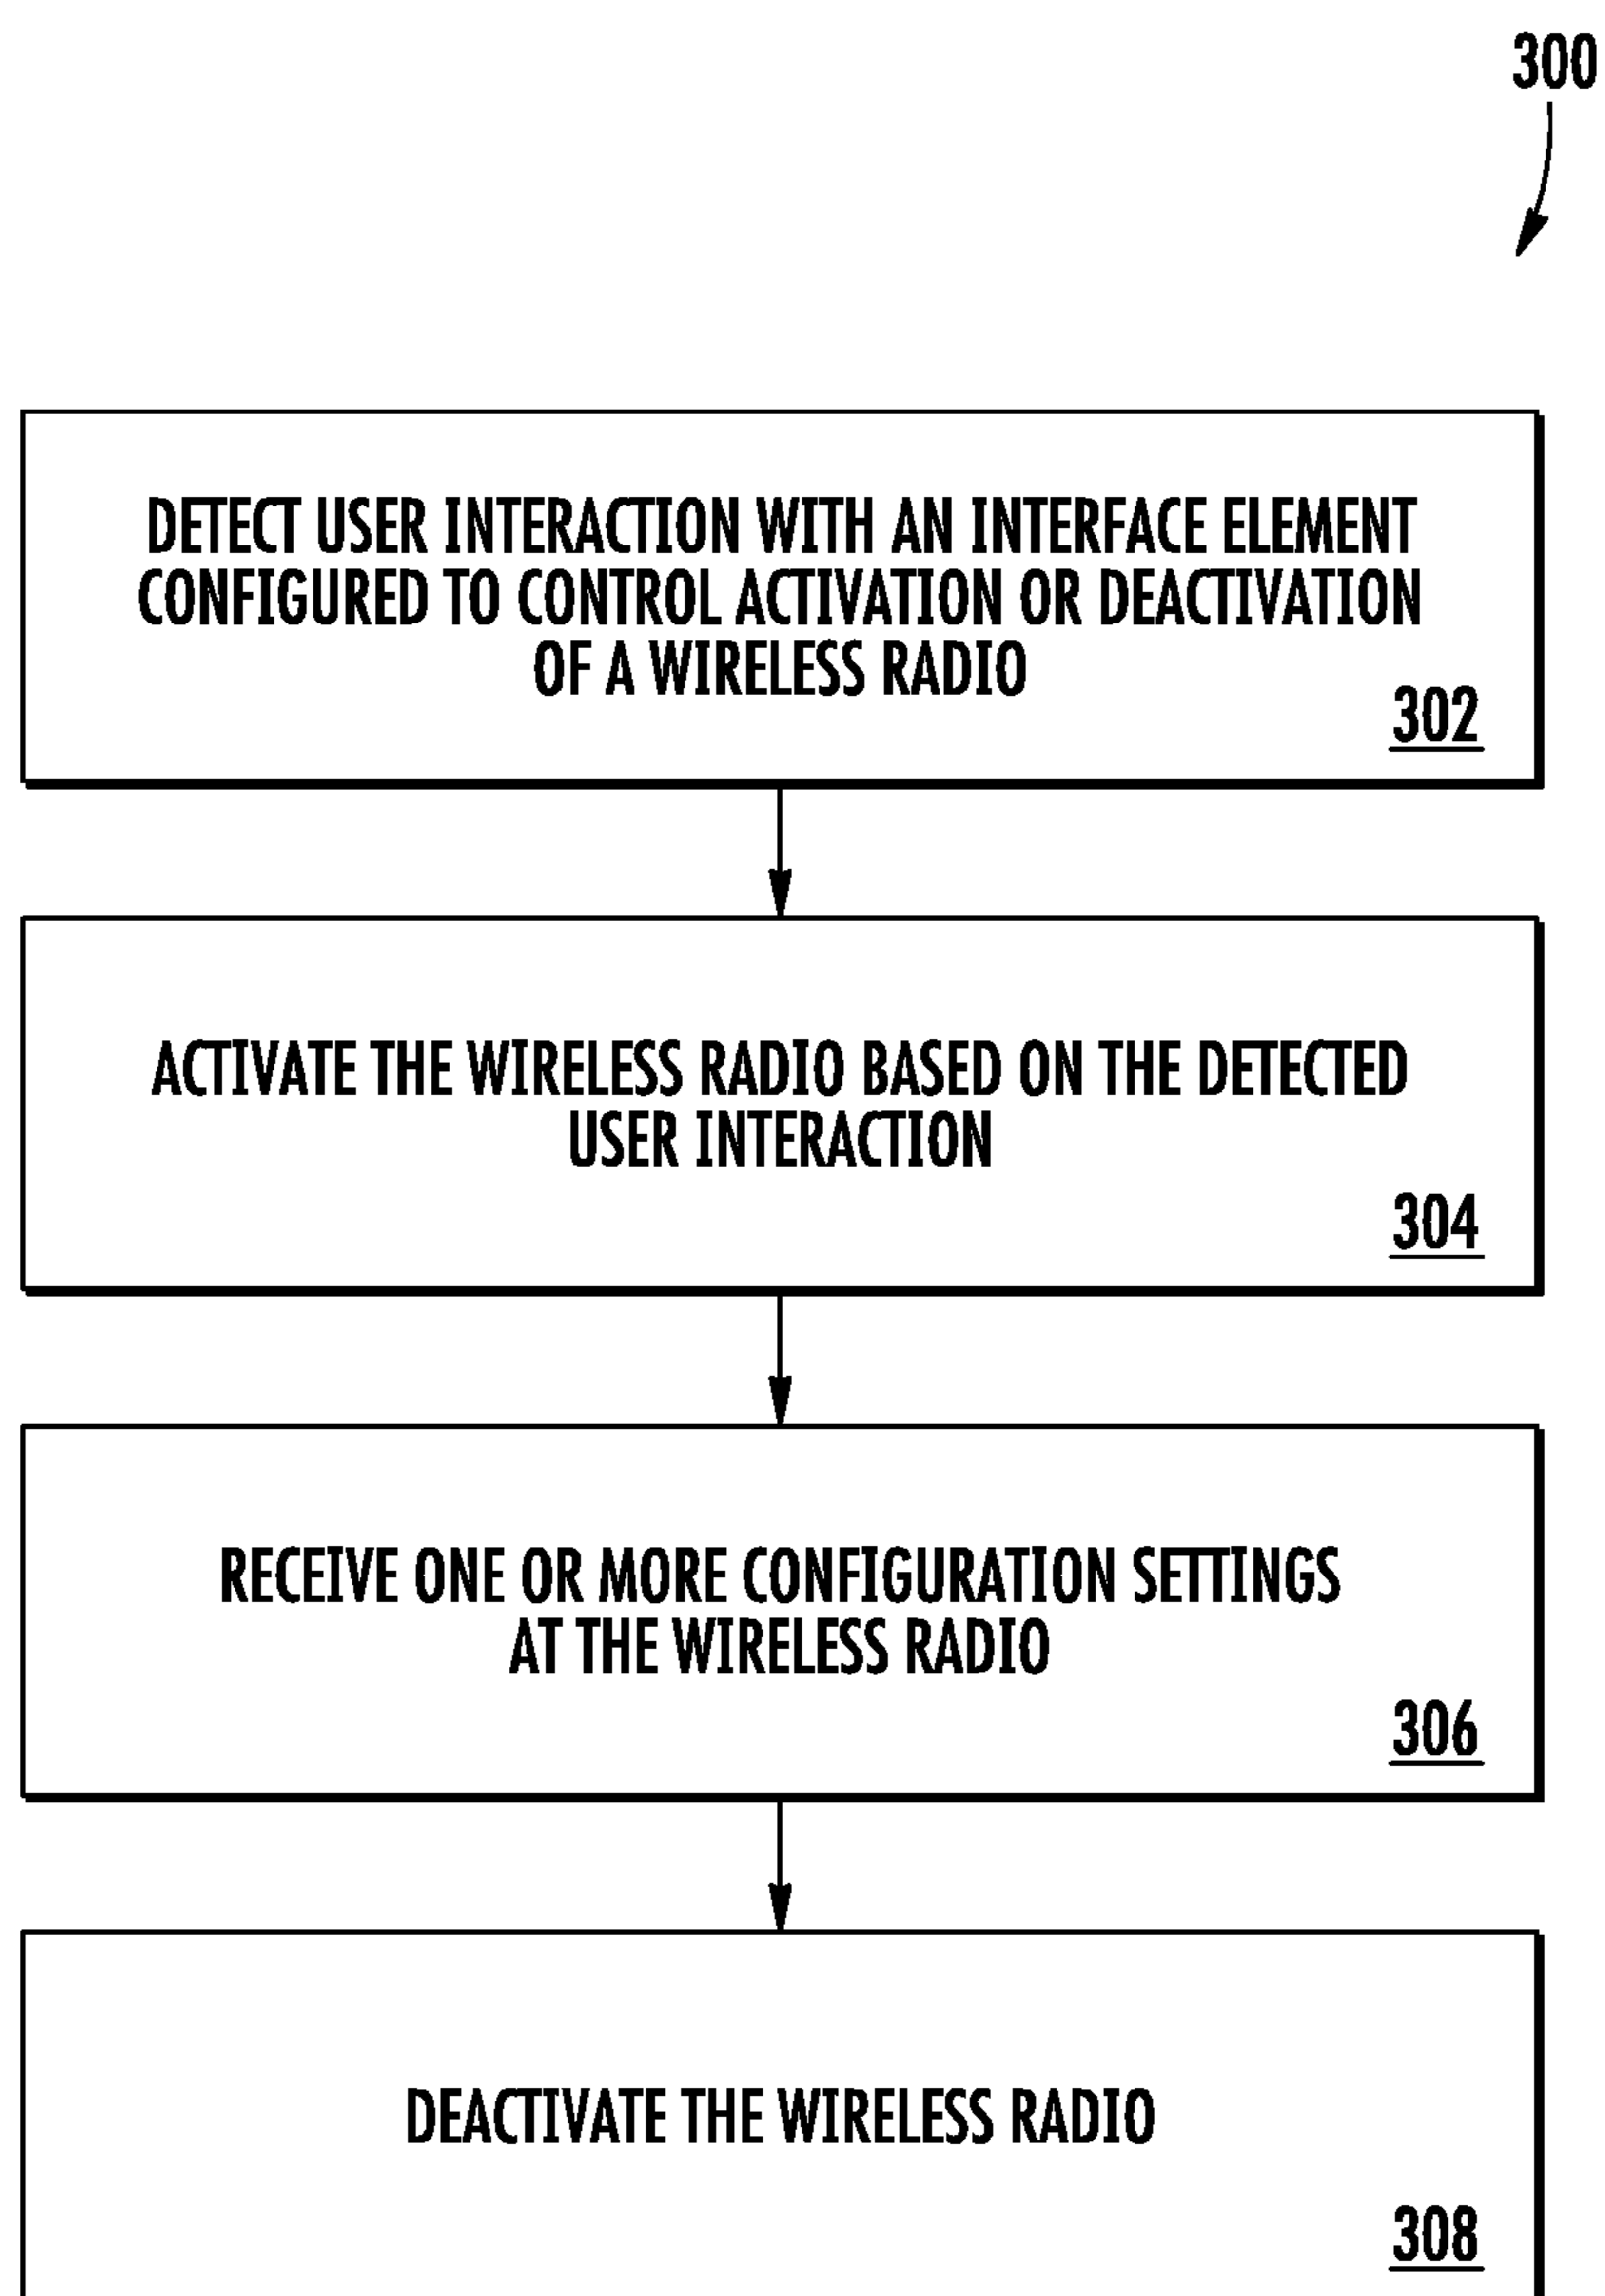 300
DETECT USER INTERACTION WITH AN INTERFACE ELEMENT
CONFIGURED TO CONTROL ACTIVATION OR DEACTIVATION
OF A WIRELESS RADIO
302
ACTIVATE THE WIRELESS RADIO BASED ON THE DETECTED
USER INTERACTION
304
RECEIVE ONE OR MORE CONFIGURATION SETTINGS
AT THE WIRELESS RADIO
306
DEACTIVATE THE WIRELESS RADIO
308